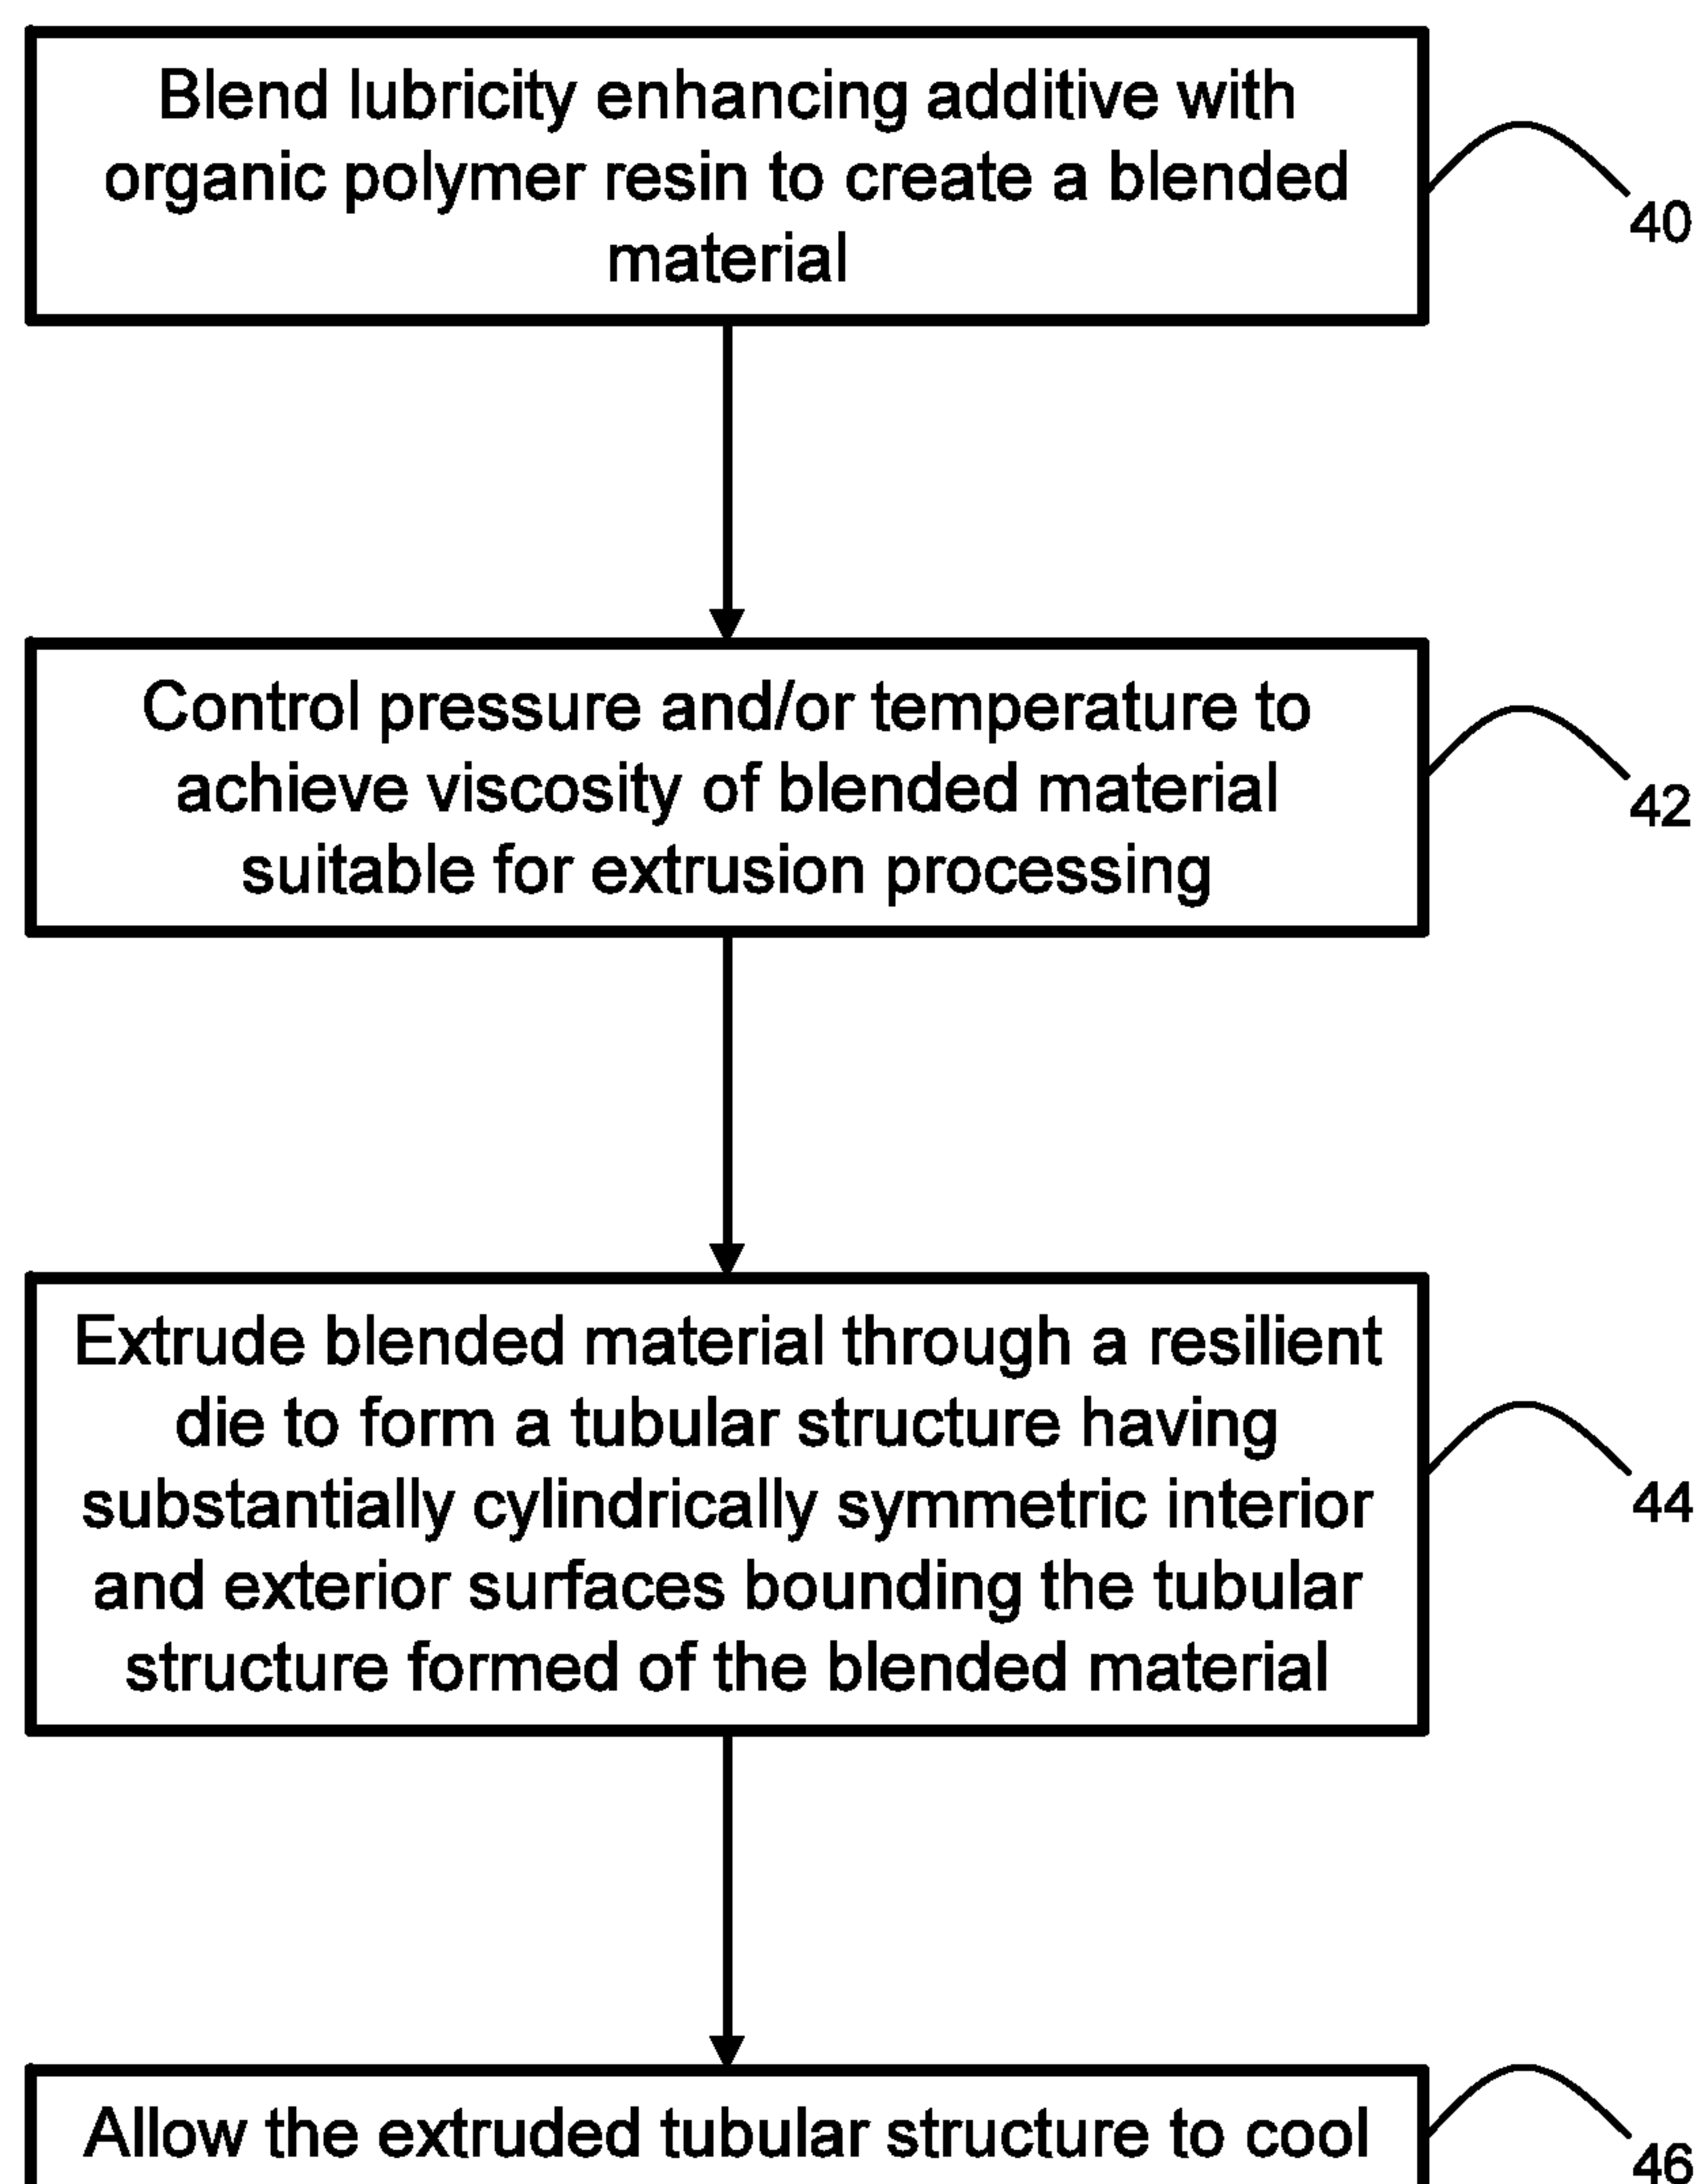 Blend lubricity enhancing additive with
organic polymer resin to create a blended
material
40
Control pressure and/or temperature to
achieve viscosity of blended material
suitable for extrusion processing
42
Extrude blended material through a resilient
die to form a tubular structure having
substantially cylindrically symmetric interior
and exterior surfaces bounding the tubular
structure formed of the blended material
44
Allow the extruded tubular structure to cool
46